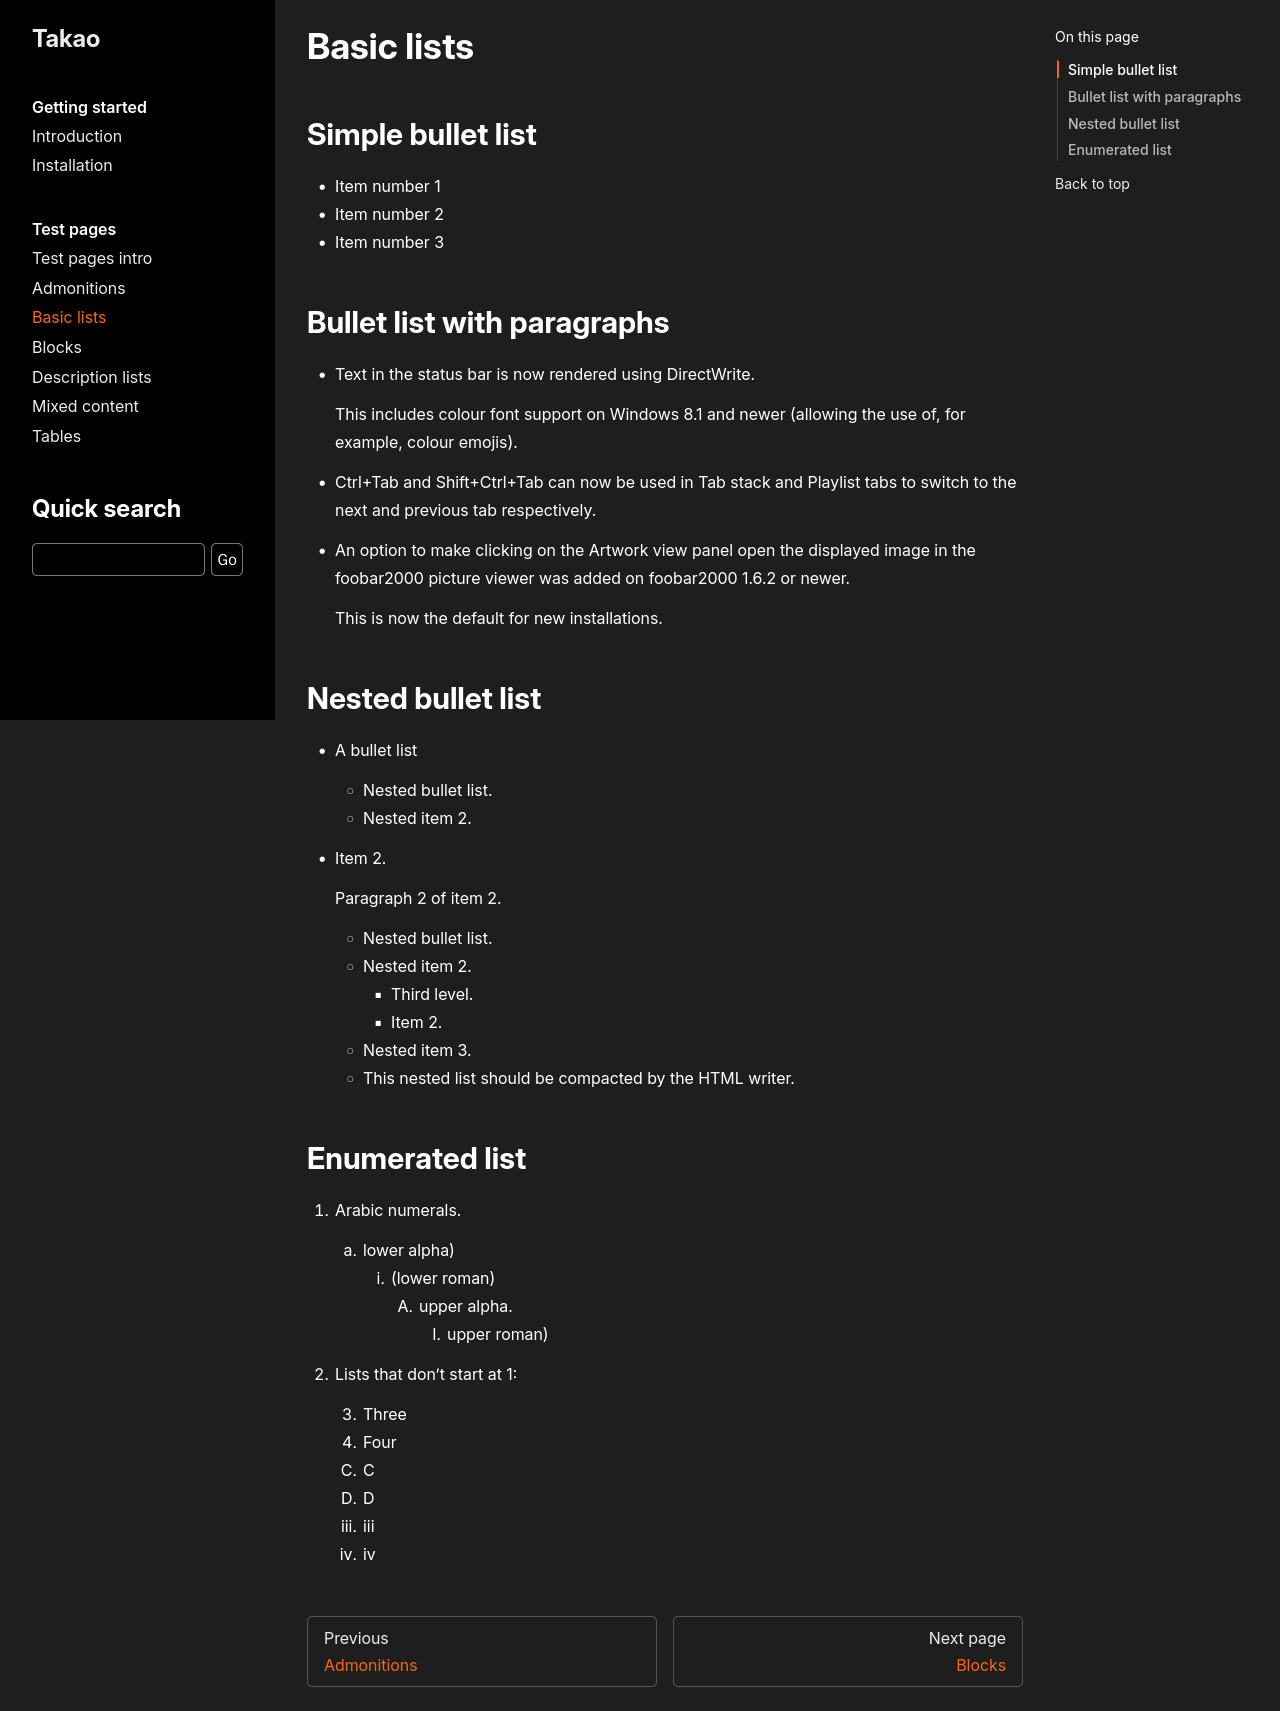 Takao
Getting started
Introduction
Installation
Test pages
Test pages intro
Admonitions
Basic lists
Blocks
Description lists
Mixed content
Tables
Quick search
Go
Basic lists
Simple bullet list
• Item number 1
• Item number 2
• Item number 3
Bullet list with paragraphs
• Text in the status bar is now rendered using DirectWrite.
This includes colour font support on Windows 8.1 and newer (allowing the use of, for
example, colour emojis).
• Ctrl+Tab and Shift+Ctrl+Tab can now be used in Tab stack and Playlist tabs to switch to the
next and previous tab respectively.
• An option to make clicking on the Artwork view panel open the displayed image in the
foobar2000 picture viewer was added on foobar2000 1.6.2 or newer.
This is now the default for new installations.
Nested bullet list
• A bullet list
◦ Nested bullet list.
◦ Nested item 2.
• Item 2.
Paragraph 2 of item 2.
◦ Nested bullet list.
◦ Nested item 2.
▪ Third level.
▪ Item 2.
◦ Nested item 3.
◦ This nested list should be compacted by the HTML writer.
Enumerated list
1. Arabic numerals.
a. lower alpha)
i. (lower roman)
A. upper alpha.
I. upper roman)
2. Lists that don’t start at 1:
3. Three
4. Four
C. C
D. D
iii. iii
iv. iv
Previous
Admonitions
Next page
Blocks
On this page
Simple bullet list
Bullet list with paragraphs
Nested bullet list
Enumerated list
Back to top